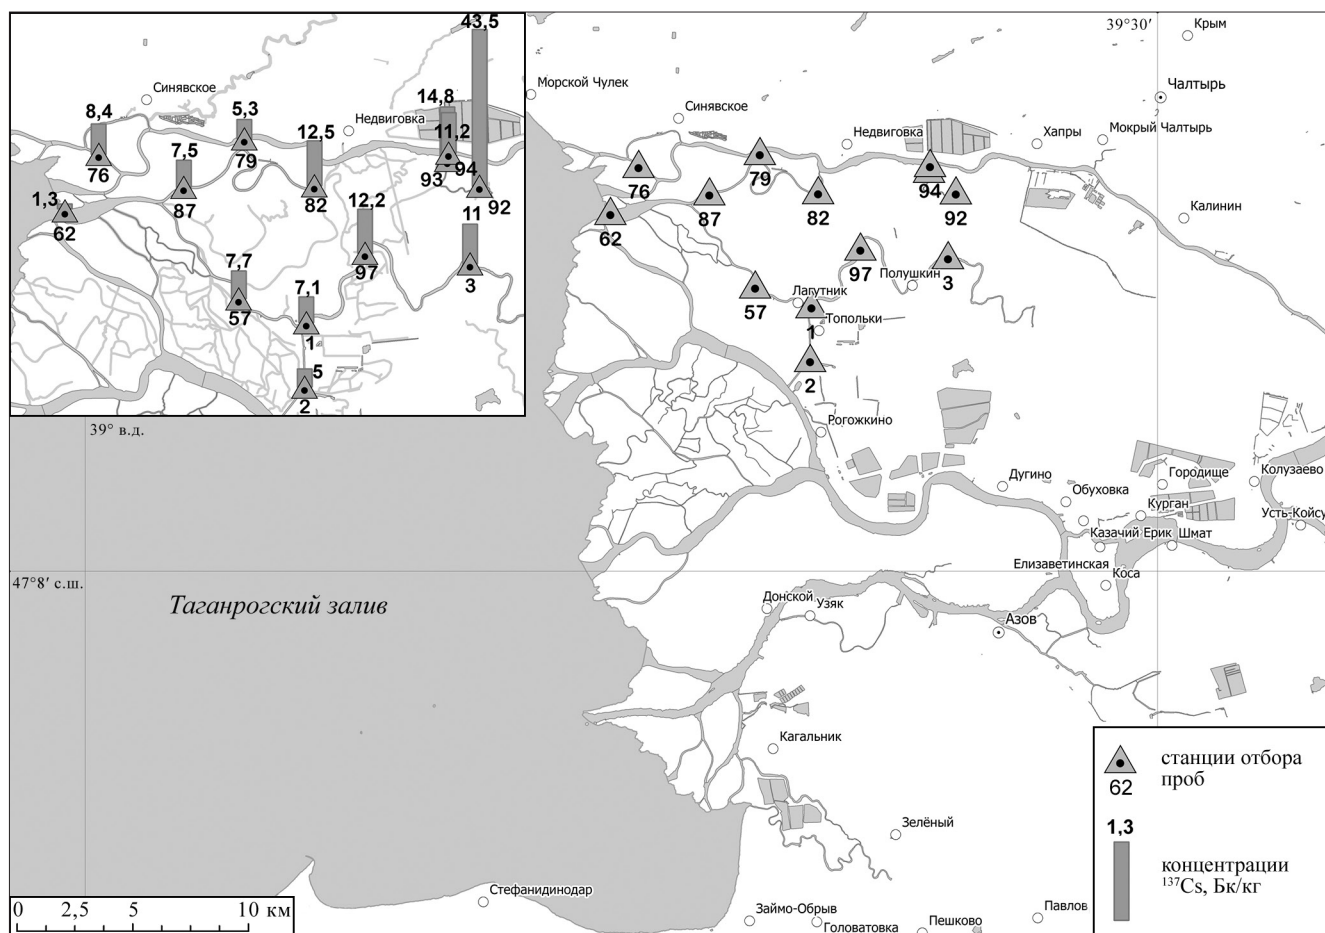 43,5
Синявское
8,4
5,3
14,8
12,5
Недвиговка
11,2
7,5
79
76
93
94
1,3
87
82
12,2
92
62
11
97
7,7
7,1
3
57
1
5
2
39°30′
Крым
Морской Чулек
Чалтырь
Синявское
Недвиговка
Хапры
Мокрый Чалтырь
76
79
94
87
82
92
Калинин
62
97
Полушкин
3
57
Лагутник
1
Топольки
2
Рогожкино
39° в.д.
Дугино
Городище
Колузаево
Обуховка
Курган
Усть-Койсу
Казачий Ерик
Шмат
Елизаветинская
Коса
47°8′ с.ш.
Таганрогский залив
Донской
Узяк
Азов
Кагальник
Зелёный
Стефанидинодар
Займо-Обрыв
Головатовка
Пешково
Павлов
станции отбора
проб
62
1,3
концентрации
¹³⁷Cs, Бк/кг
0 2,5 5 10 км